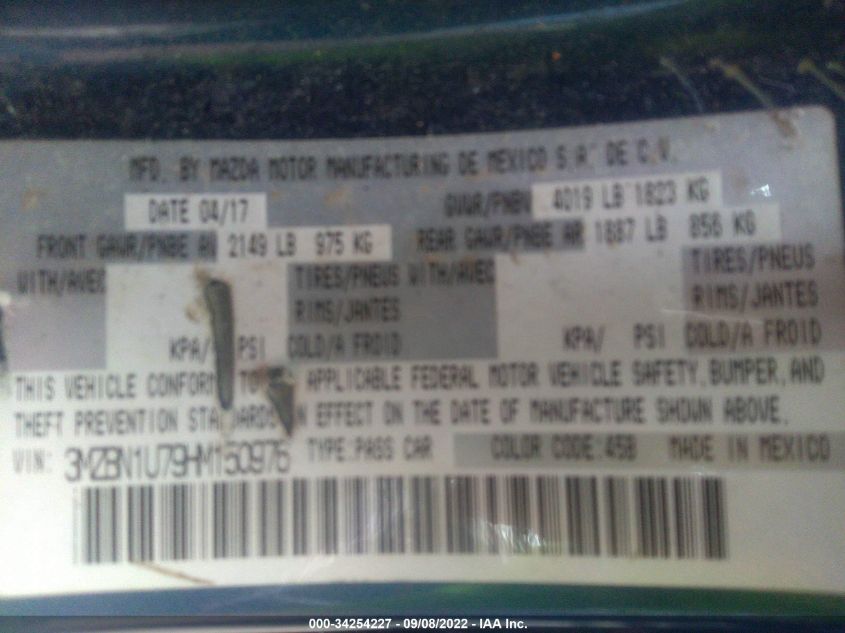 MFD. BY MAZDA MOTOR MANUFACTURING DE MEXICO S.A. DE C.V.
DATE 04/17 GVWR/PNBV 4019 LB 1823 KG
FRONT GAWR/PNBE AV 2149 LB 975 KG REAR GAWR/PNBE AR 1887 LB 856 KG
WITH/AVEC TIRES/PNEUS WITH/AVEC TIRES/PNEUS
RIMS/JANTES RIMS/JANTES
KPA/ PSI COLD/A FROID KPA/ PSI COLD/A FROID
THIS VEHICLE CONFORM TO APPLICABLE FEDERAL MOTOR VEHICLE SAFETY, BUMPER, AND
THEFT PREVENTION STANDARDS IN EFFECT ON THE DATE OF MANUFACTURE SHOWN ABOVE.
VIN: 3MZBN1U79HM150976 TYPE:PASS CAR COLOR CODE:45B MADE IN MEXICO
000-34254227 - 09/08/2022 - IAA Inc.